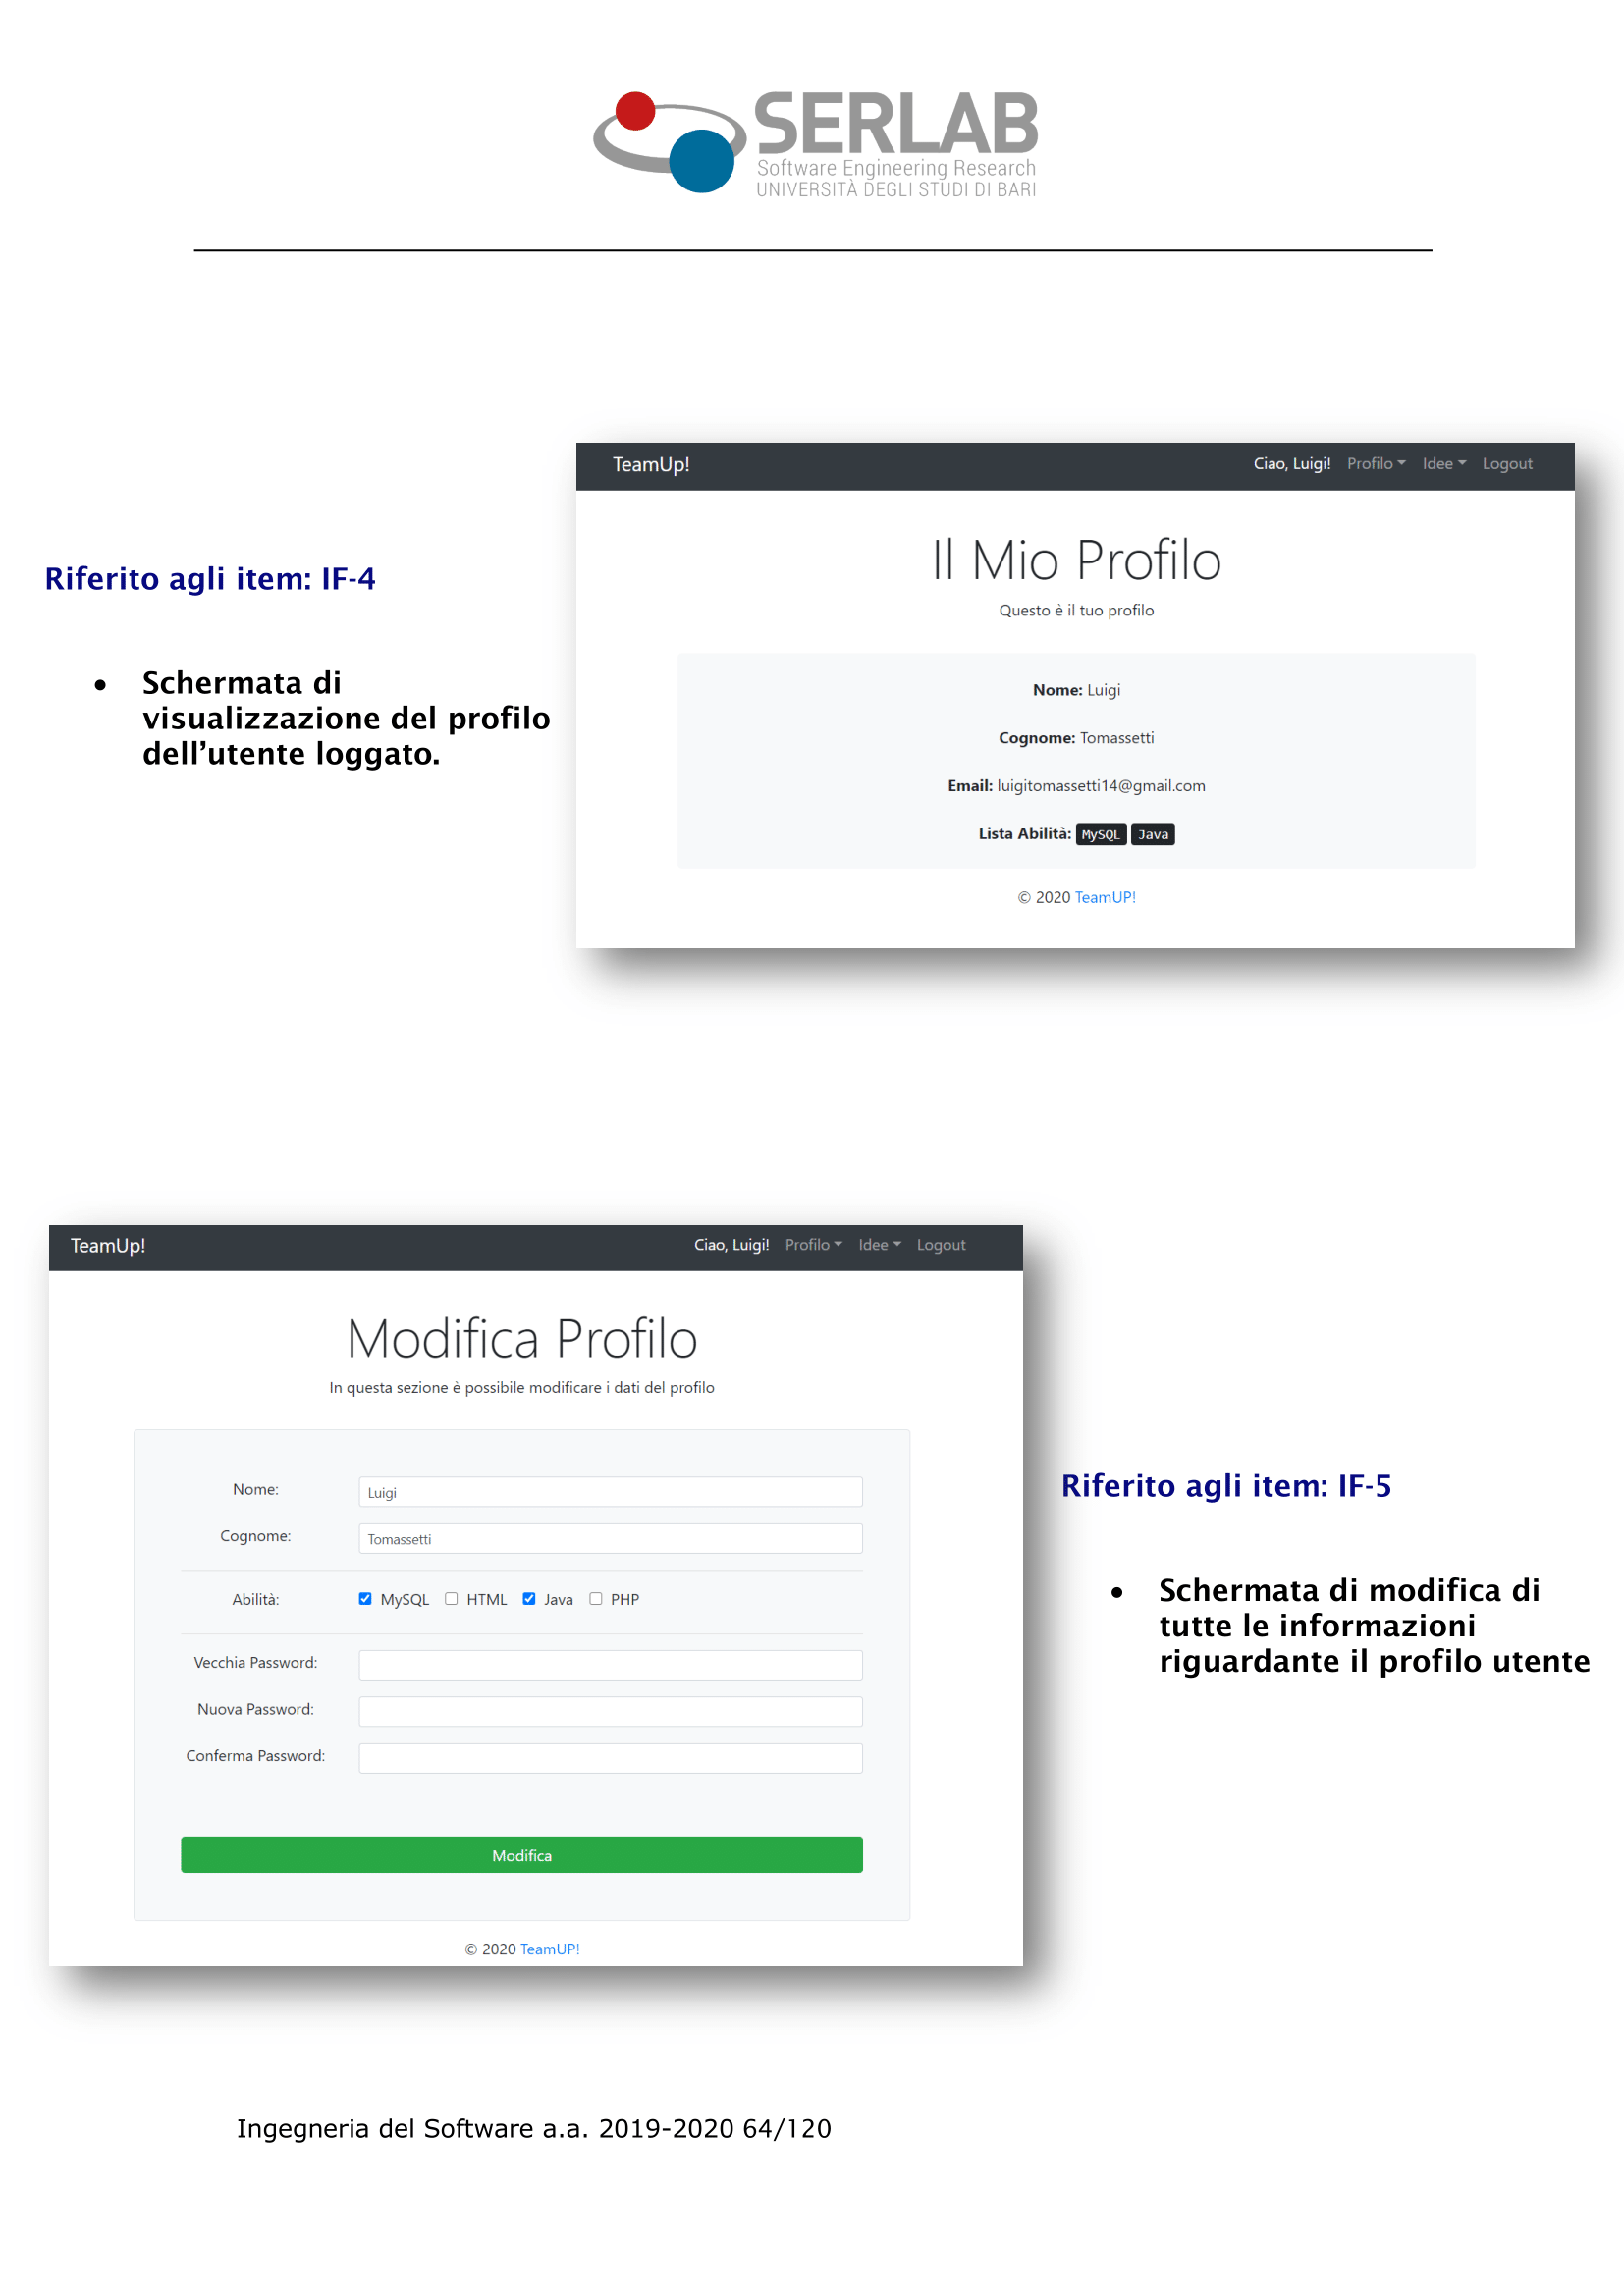 SERLAB
Software Engineering Research
UNIVERSITÀ DEGLI STUDI DI BARI
Riferito agli item: IF-4
• Schermata di
visualizzazione del profilo
dell’utente loggato.
TeamUp! Ciao, Luigi! Profilo Idee Logout
Il Mio Profilo
Questo è il tuo profilo
Nome: Luigi
Cognome: Tomassetti
Email: luigitomassetti14@gmail.com
Lista Abilità: MySQL Java
© 2020 TeamUP!
TeamUp! Ciao, Luigi! Profilo Idee Logout
Modifica Profilo
In questa sezione è possibile modificare i dati del profilo
Nome: Luigi
Cognome: Tomassetti
Abilità: MySQL HTML Java PHP
Vecchia Password:
Nuova Password:
Conferma Password:
Modifica
© 2020 TeamUP!
Riferito agli item: IF-5
• Schermata di modifica di
tutte le informazioni
riguardante il profilo utente
Ingegneria del Software a.a. 2019-2020 64/120